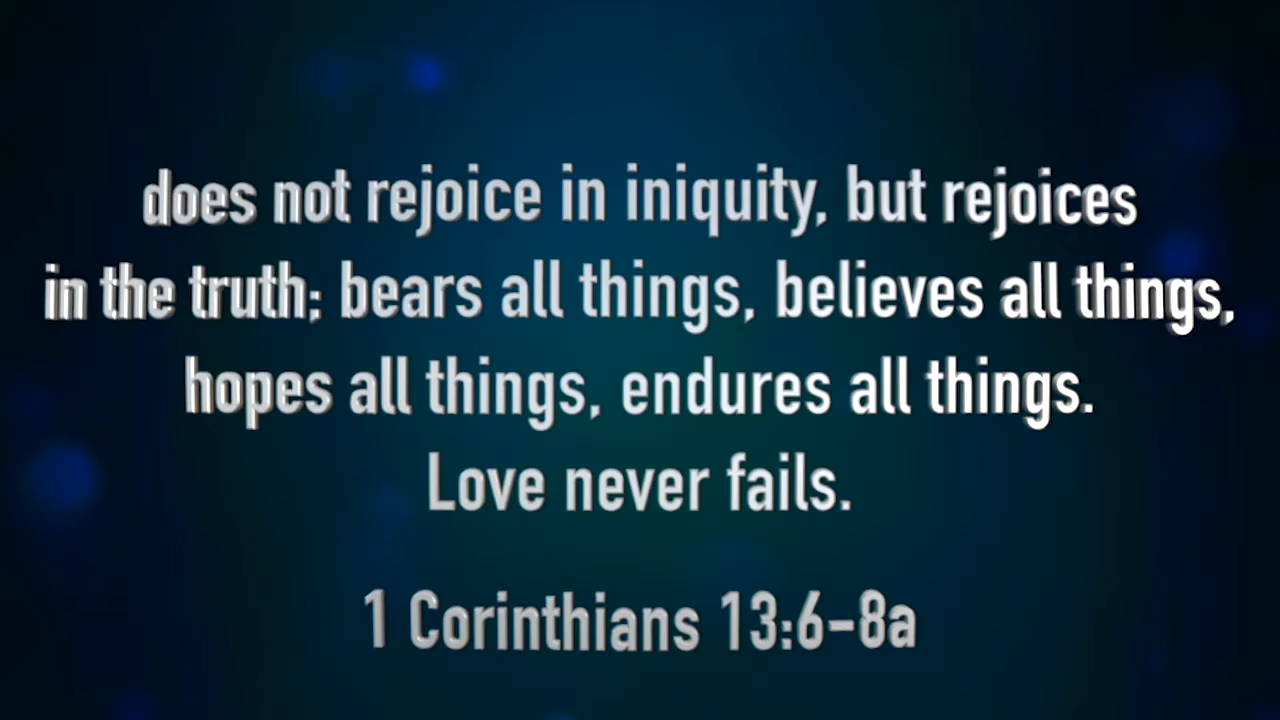 does not rejoice in iniquity, but rejoices
in the truth; bears all things, believes all things,
hopes all things, endures all things.
Love never fails.
1 Corinthians 13:6-8a